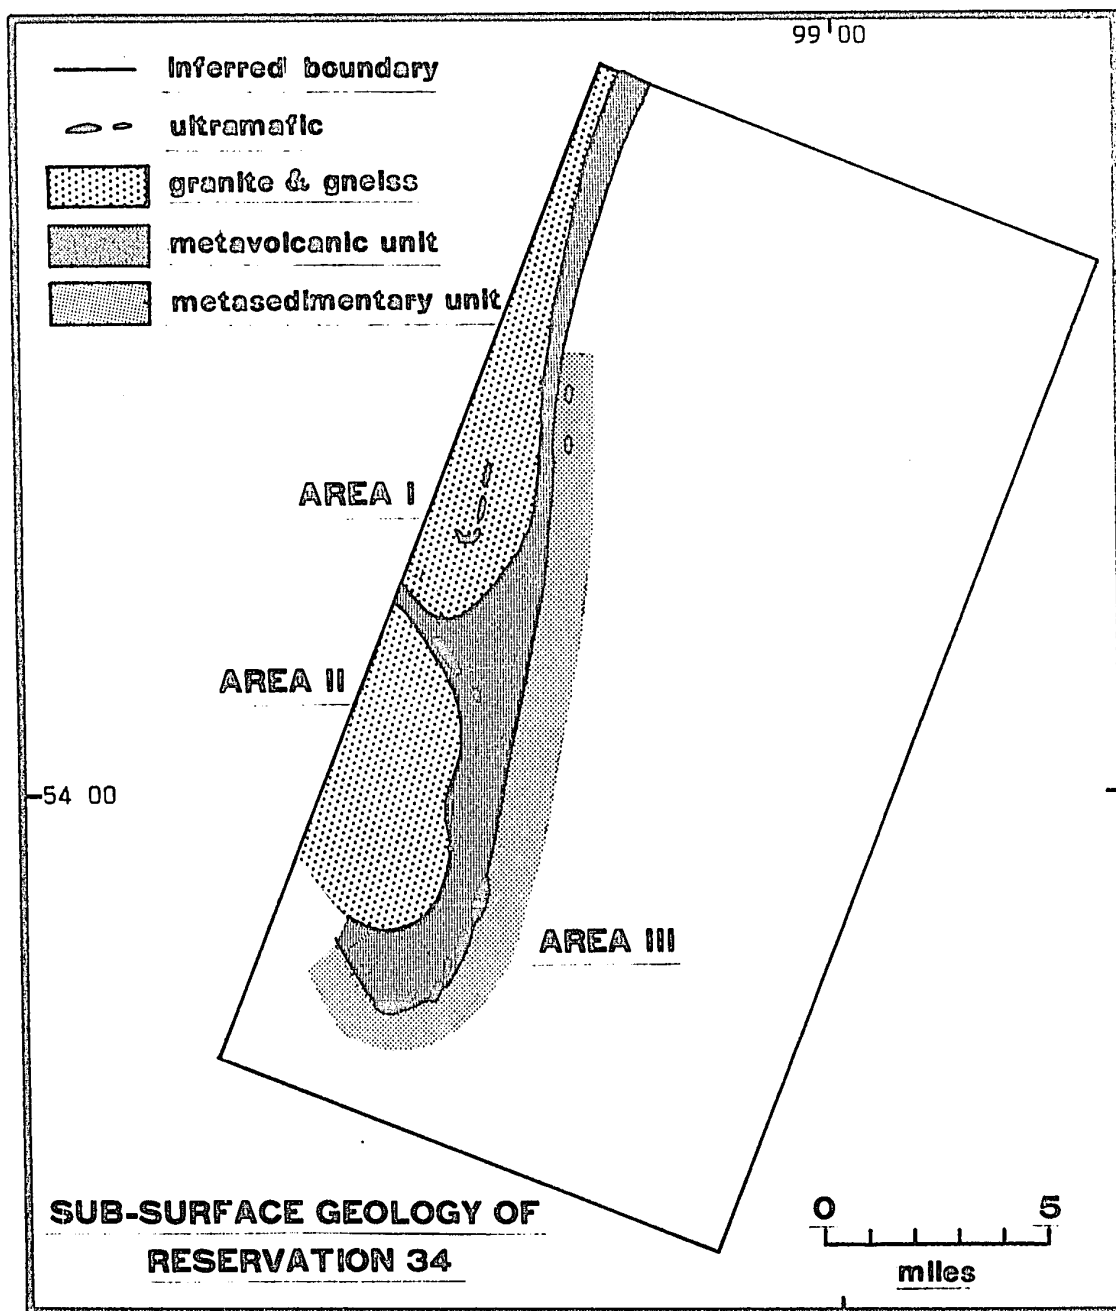 99 00
inferred boundary
ultramafic
granite & gneiss
metavolcanic unit
metasedimentary unit
AREA I
AREA II
54 00
AREA III
SUB-SURFACE GEOLOGY OF
RESERVATION 34
0 5
miles